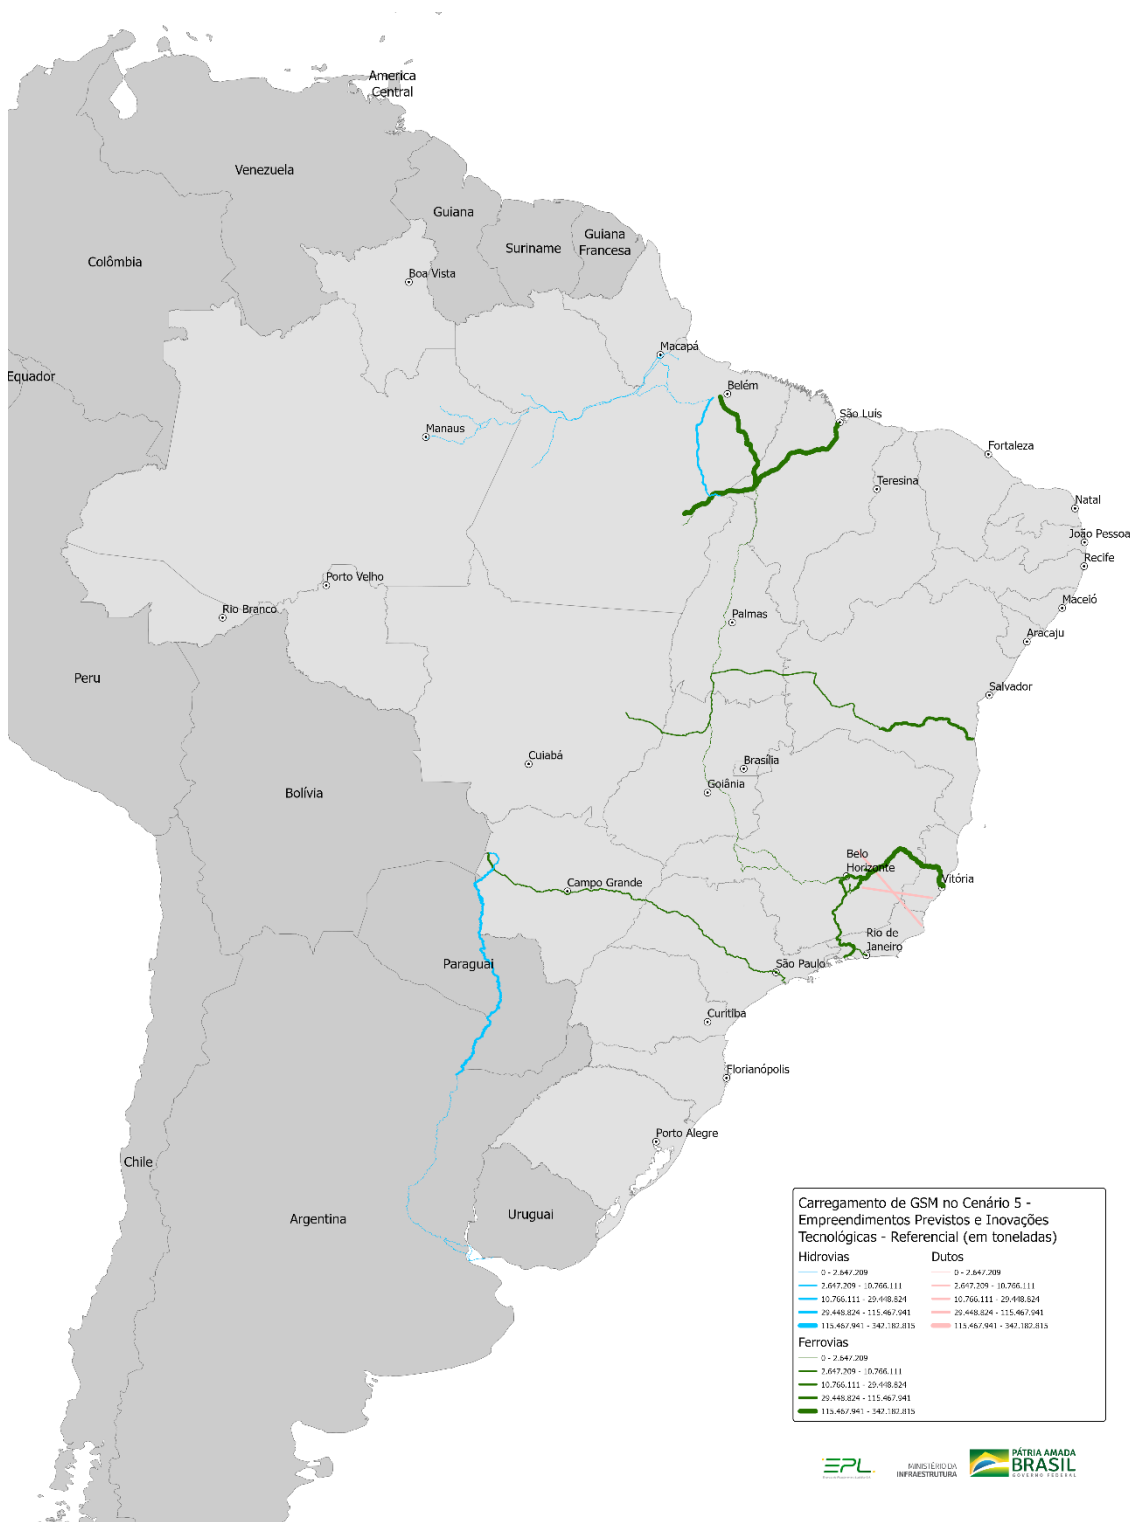 America
Central
Venezuela
Guiana
Suriname
Guiana
Francesa
Colômbia
Boa Vista
Macapá
Equador
Belém
São Luís
Manaus
Fortaleza
Teresina
Natal
João Pessoa
Recife
Porto Velho
Maceió
Rio Branco
Palmas
Aracaju
Peru
Salvador
Cuiabá
Brasília
Goiânia
Bolívia
Belo
Horizonte
Campo Grande
Vitória
Rio de
Janeiro
Paraguai
São Paulo
Curitiba
Florianópolis
Porto Alegre
Chile
Argentina
Uruguai
Carregamento de GSM no Cenário 5 -
Empreendimentos Previstos e Inovações
Tecnológicas - Referencial (em toneladas)
Hidrovias
0 - 2.647.209
2.647.209 - 10.766.111
10.766.111 - 29.448.824
29.448.824 - 115.467.941
115.467.941 - 342.182.815
Dutos
0 - 2.647.209
2.647.209 - 10.766.111
10.766.111 - 29.448.824
29.448.824 - 115.467.941
115.467.941 - 342.182.815
Ferrovias
0 - 2.647.209
2.647.209 - 10.766.111
10.766.111 - 29.448.824
29.448.824 - 115.467.941
115.467.941 - 342.182.815
EPL
MINISTÉRIO DA
INFRAESTRUTURA
PÁTRIA AMADA
BRASIL
GOVERNO FEDERAL